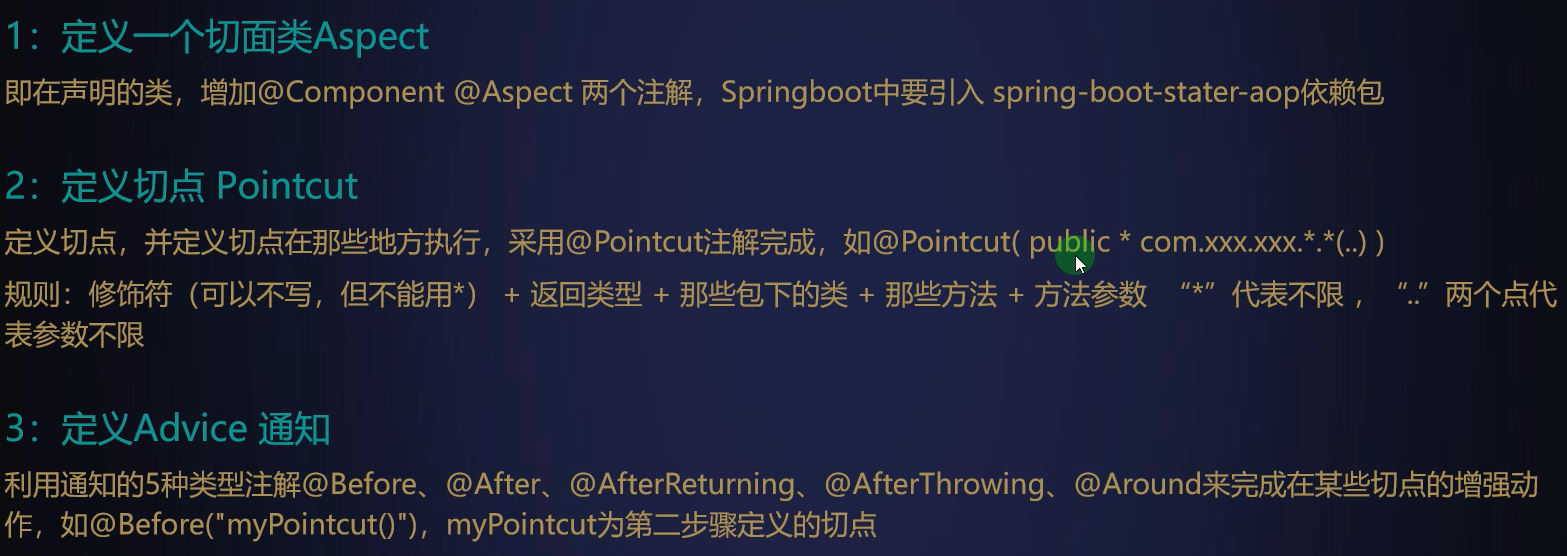 1：定义一个切面类Aspect
即在声明的类，增加@Component @Aspect 两个注解，Springboot中要引入 spring-boot-stater-aop依赖包
2：定义切点 Pointcut
定义切点，并定义切点在那些地方执行，采用@Pointcut注解完成，如@Pointcut( public * com.xxx.xxx.*.*(..) )
规则：修饰符（可以不写，但不能用*） + 返回类型 + 那些包下的类 + 那些方法 + 方法参数 “*”代表不限 ，“..”两个点代
表参数不限
3：定义Advice 通知
利用通知的5种类型注解@Before、@After、@AfterReturning、@AfterThrowing、@Around来完成在某些切点的增强动
作，如@Before("myPointcut()")，myPointcut为第二步骤定义的切点